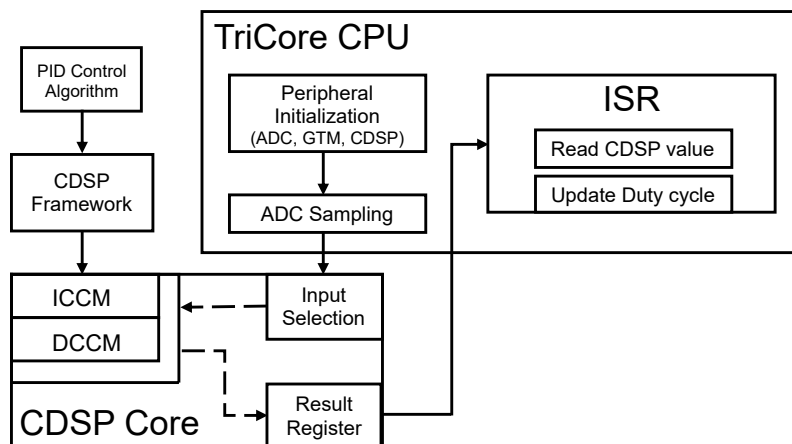 TriCore CPU
PID Control
Algorithm
Peripheral
Initialization
(ADC, GTM, CDSP)
ISR
Read CDSP value
Update Duty cycle
CDSP
Framework
ADC Sampling
ICCM
DCCM
Input
Selection
CDSP Core
Result
Register